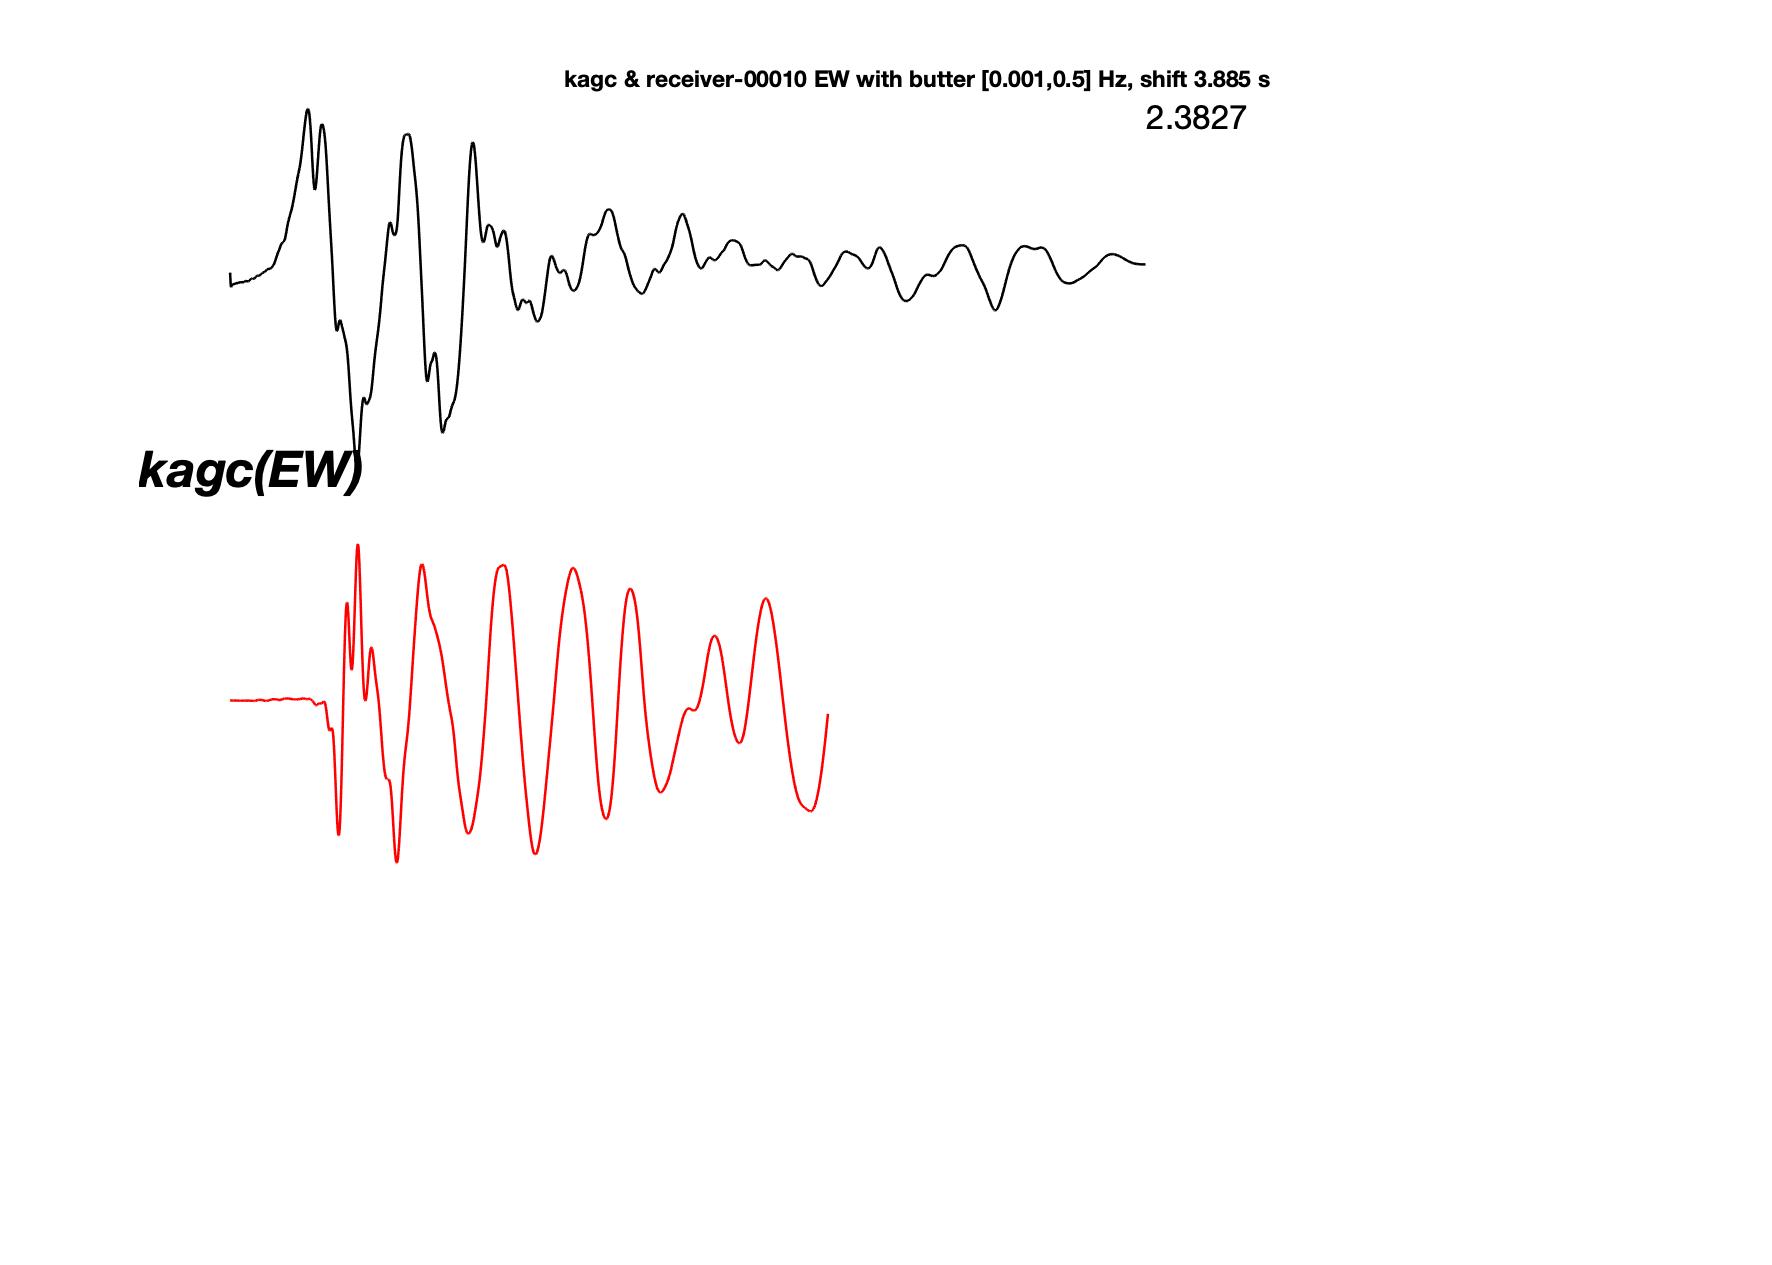 kagc & receiver-00010 EW with butter [0.001,0.5] Hz, shift 3.885 s
2.3827
kagc(EW)